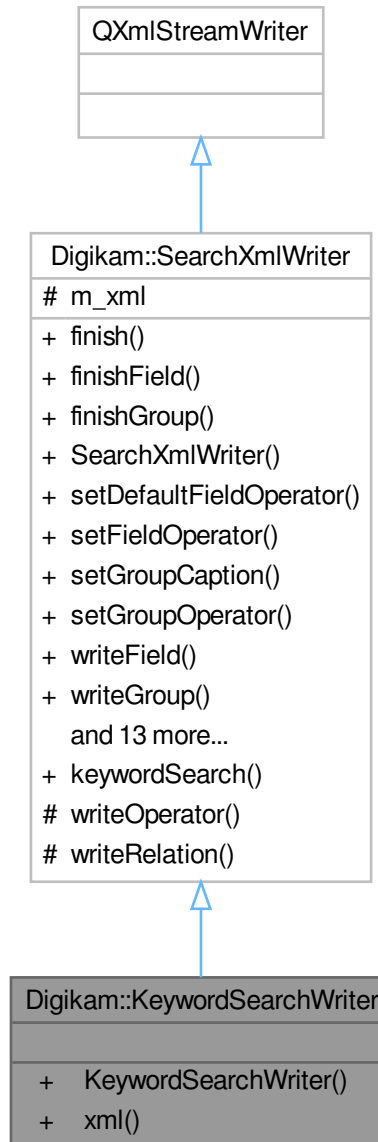 QXmlStreamWriter
Digikam::SearchXmlWriter
# m_xml
+ finish()
+ finishField()
+ finishGroup()
+ SearchXmlWriter()
+ setDefaultFieldOperator()
+ setFieldOperator()
+ setGroupCaption()
+ setGroupOperator()
+ writeField()
+ writeGroup()
and 13 more...
+ keywordSearch()
# writeOperator()
# writeRelation()
Digikam::KeywordSearchWriter
+ KeywordSearchWriter()
+ xml()